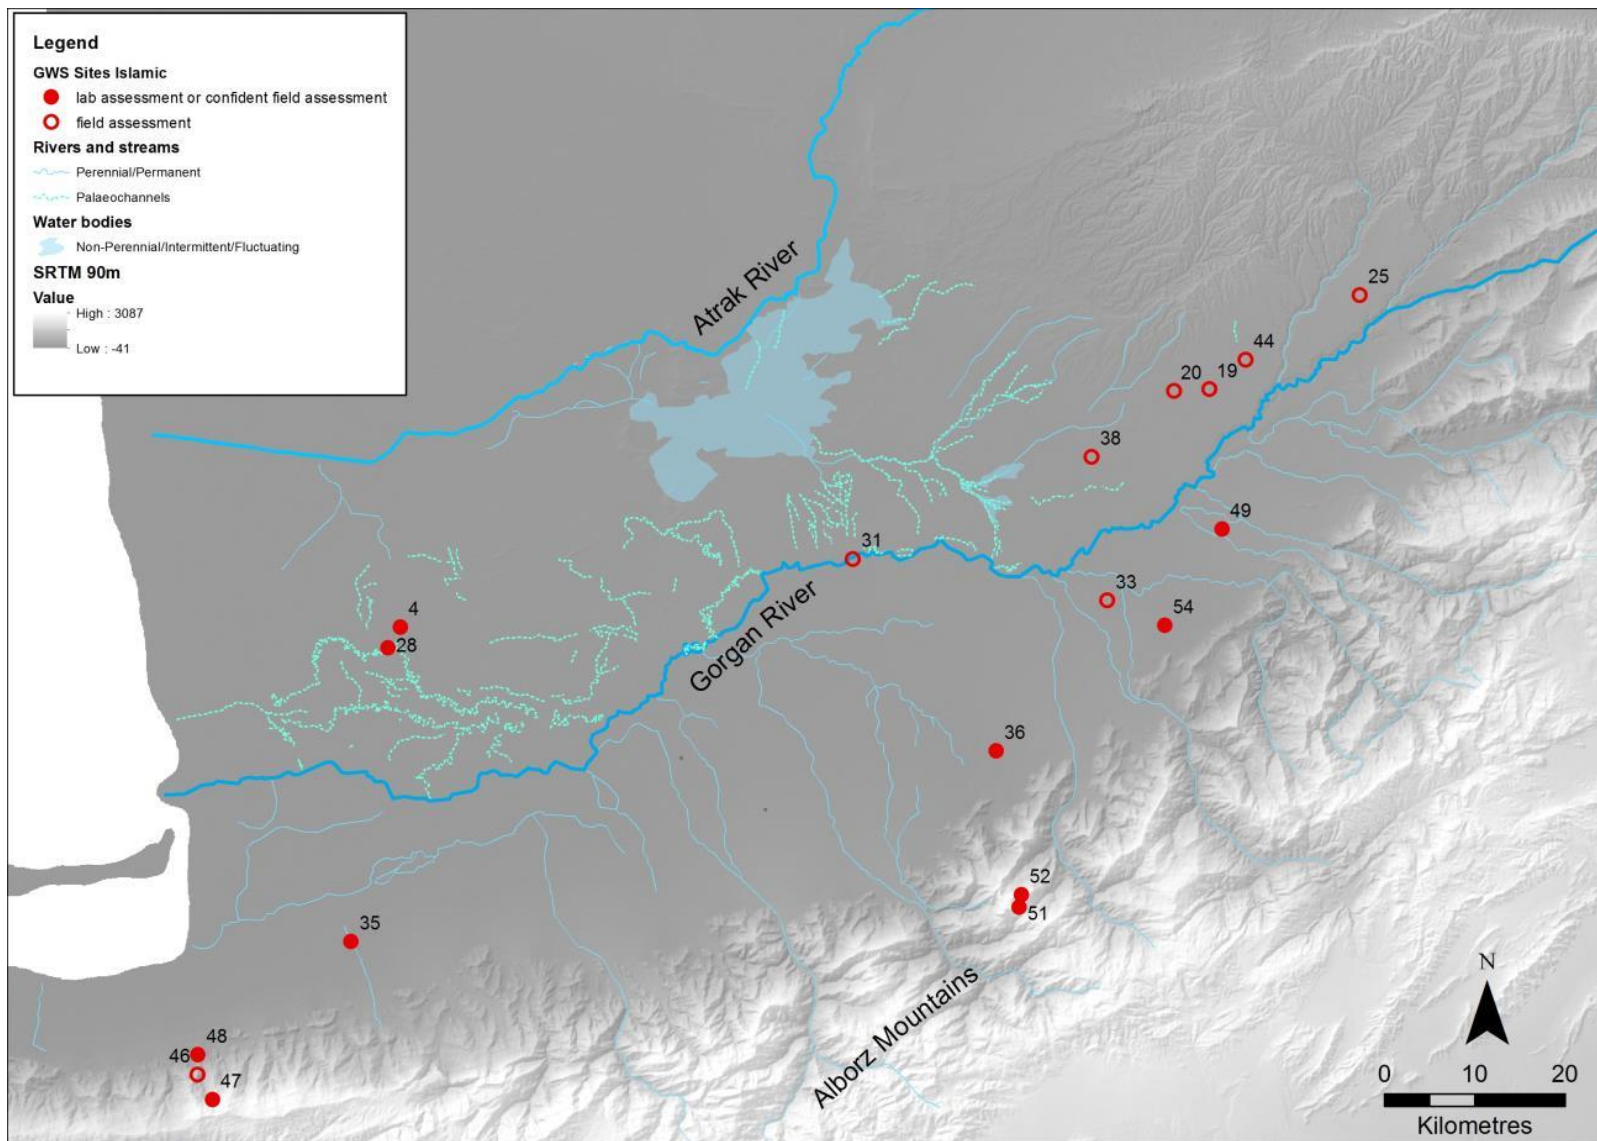 Legend
GWS Sites Islamic
lab assessment or confident field assessment
field assessment
Rivers and streams
Perennial/Permanent
Palaeochannels
Water bodies
Non-Perennial/Intermittent/Fluctuating
SRTM 90m
Value
High : 3087
Low : -41
Atrak River
25
44
20
19
38
49
31
33
54
4
28
Gorgan River
36
52
51
35
Alborz Mountains
48
46
47
N
0 10 20
Kilometres